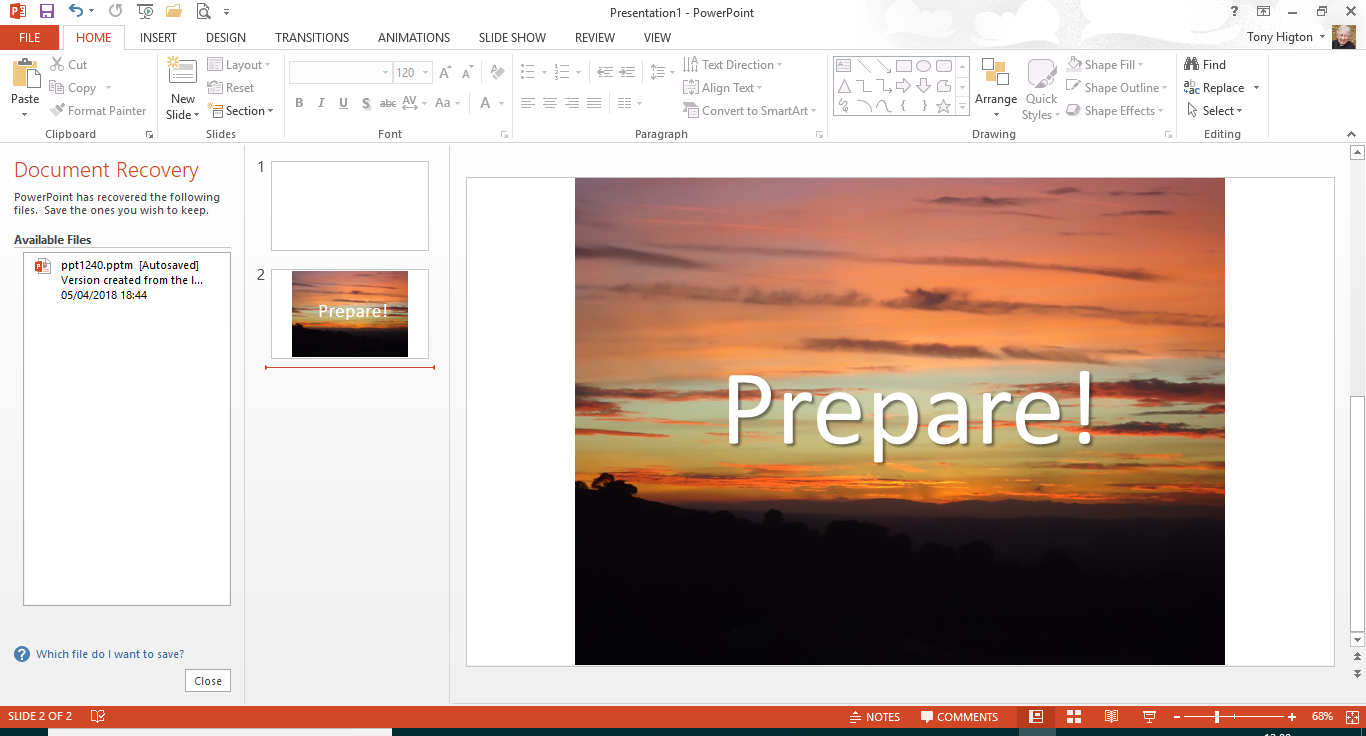 Presentation1 - PowerPoint
?
FILE HOME INSERT DESIGN TRANSITIONS ANIMATIONS SLIDE SHOW REVIEW VIEW Tony Higton
Paste
Cut
Copy
Format Painter
Clipboard
New
Slide
Layout
Reset
Section
Slides
120
B I U S abc AV Aa A
Font
Text Direction
Align Text
Convert to SmartArt
Paragraph
Arrange
Quick
Styles
Shape Fill
Shape Outline
Shape Effects
Drawing
Find
Replace
Select
Editing
Document Recovery
PowerPoint has recovered the following
files. Save the ones you wish to keep.
Available Files
ppt1240.pptm [Autosaved]
Version created from the l...
05/04/2018 18:44
Which file do I want to save?
Close
1
2
Prepare!
Prepare!
SLIDE 2 OF 2
NOTES COMMENTS 68%